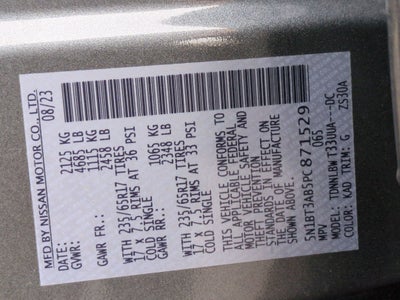 MFD BY NISSAN MOTOR CO., LTD.
08/23
GVWR: 2125 KG
4685 LB
GAWR FR.: 1115 KG
2458 LB
WITH 235/65R17 TIRES
17 X 7.5 RIMS AT 36 PSI
COLD SINGLE
GAWR RR.: 1065 KG
2348 LB
WITH 235/65R17 TIRES
17 X 7.5 RIMS AT 33 PSI
COLD SINGLE
THIS VEHICLE CONFORMS TO
ALL APPLICABLE FEDERAL
MOTOR VEHICLE SAFETY, BUMPER,
AND THEFT PREVENTION
STANDARDS IN EFFECT ON
THE DATE OF MANUFACTURE
SHOWN ABOVE.
5N1BT3AB5PC871529
065
MPV
MODEL:
COLOR: KAD TRIM: G
ZS30A